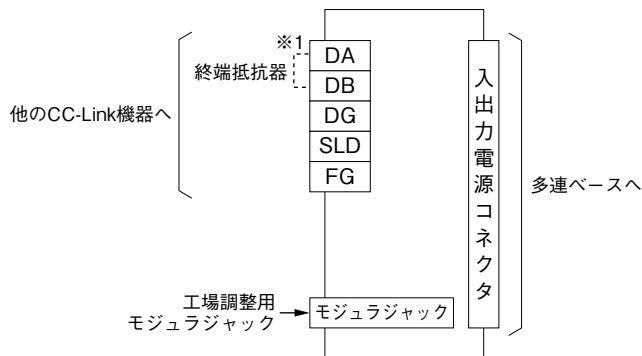 ※1
DA
終端抵抗器
DB
DG
SLD
FG
他のCC-Link機器へ
入出力電源コネクタ
多連ベースへ
工場調整用
モジュラジャック
モジュラジャック